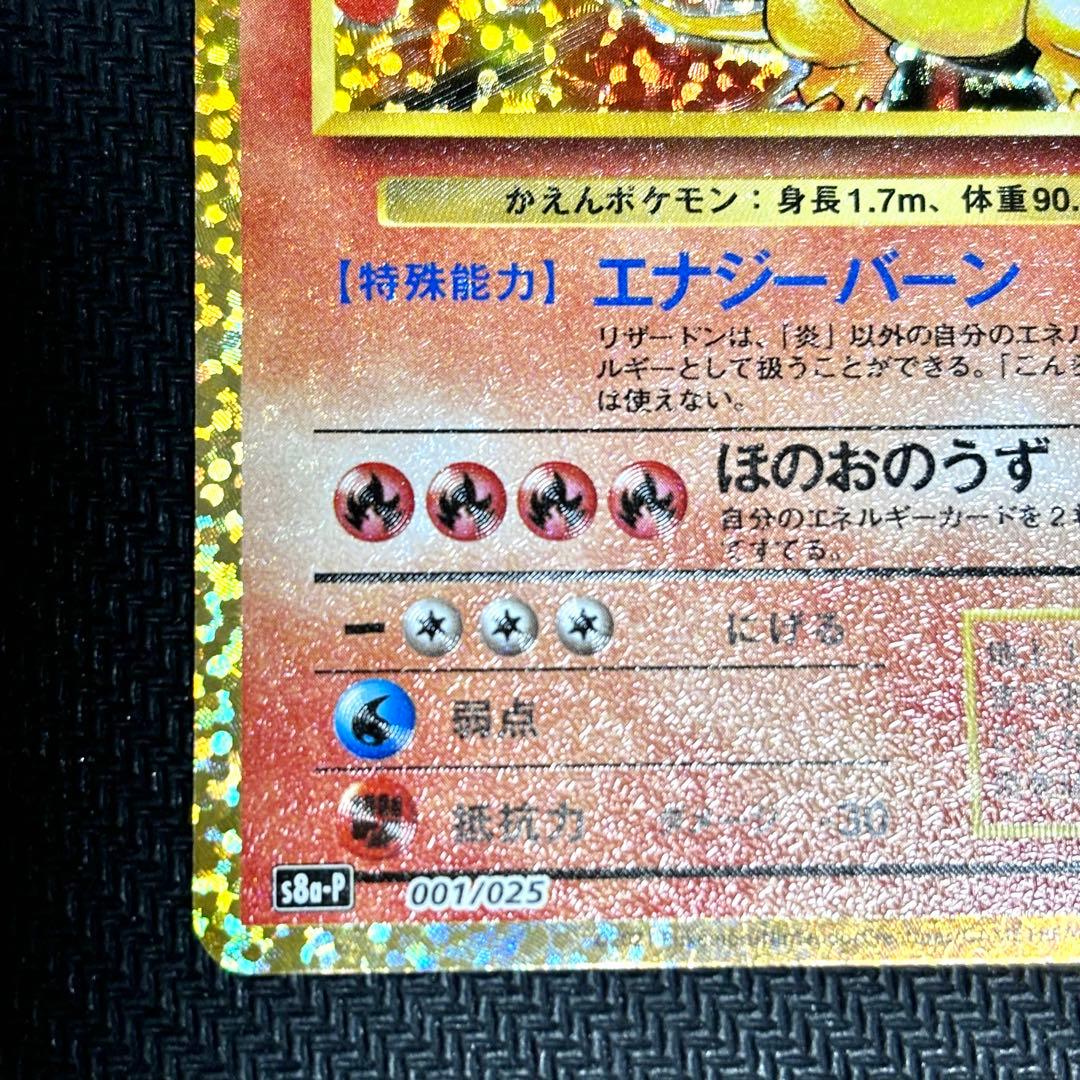 かえんポケモン：身長1.7m、体重90.
【特殊能力】 エナジーバーン
リザードンは、「炎」以外の自分のエネル
ルギーとして扱うことができる。「こん
は使えない。
ほのおのうず
自分のエネルギーカードを2
てすてる。
にげる
弱点
抵抗力 -30
s8a-P 001/025